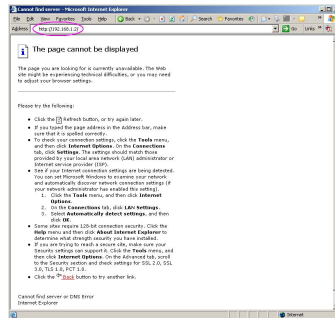 Cannot find server - Microsoft Internet Explorer
File Edit View Favorites Tools Help
Back
Search
Favorites
Address
http://192.168.1.2/
Go
Links
The page cannot be displayed
The page you are looking for is currently unavailable. The Web
site might be experiencing technical difficulties, or you may need
to adjust your browser settings.
Please try the following:
Click the Refresh button, or try again later.
If you typed the page address in the Address bar, make
sure that it is spelled correctly.
To check your connection settings, click the Tools menu,
and then click Internet Options. On the Connections
tab, click Settings. The settings should match those
provided by your local area network (LAN) administrator or
Internet service provider (ISP).
See if your Internet connection settings are being detected.
You can set Microsoft Windows to examine your network
and automatically discover network connection settings (if
your network administrator has enabled this setting).
1. Click the Tools menu, and then click Internet
Options.
2. On the Connections tab, click LAN Settings.
3. Select Automatically detect settings, and then
click OK.
Some sites require 128-bit connection security. Click the
Help menu and then click About Internet Explorer to
determine what strength security you have installed.
If you are trying to reach a secure site, make sure your
Security settings can support it. Click the Tools menu, and
then click Internet Options. On the Advanced tab, scroll
to the Security section and check settings for SSL 2.0, SSL
3.0, TLS 1.0, PCT 1.0.
Click the Back button to try another link.
Cannot find server or DNS Error
Internet Explorer
Internet